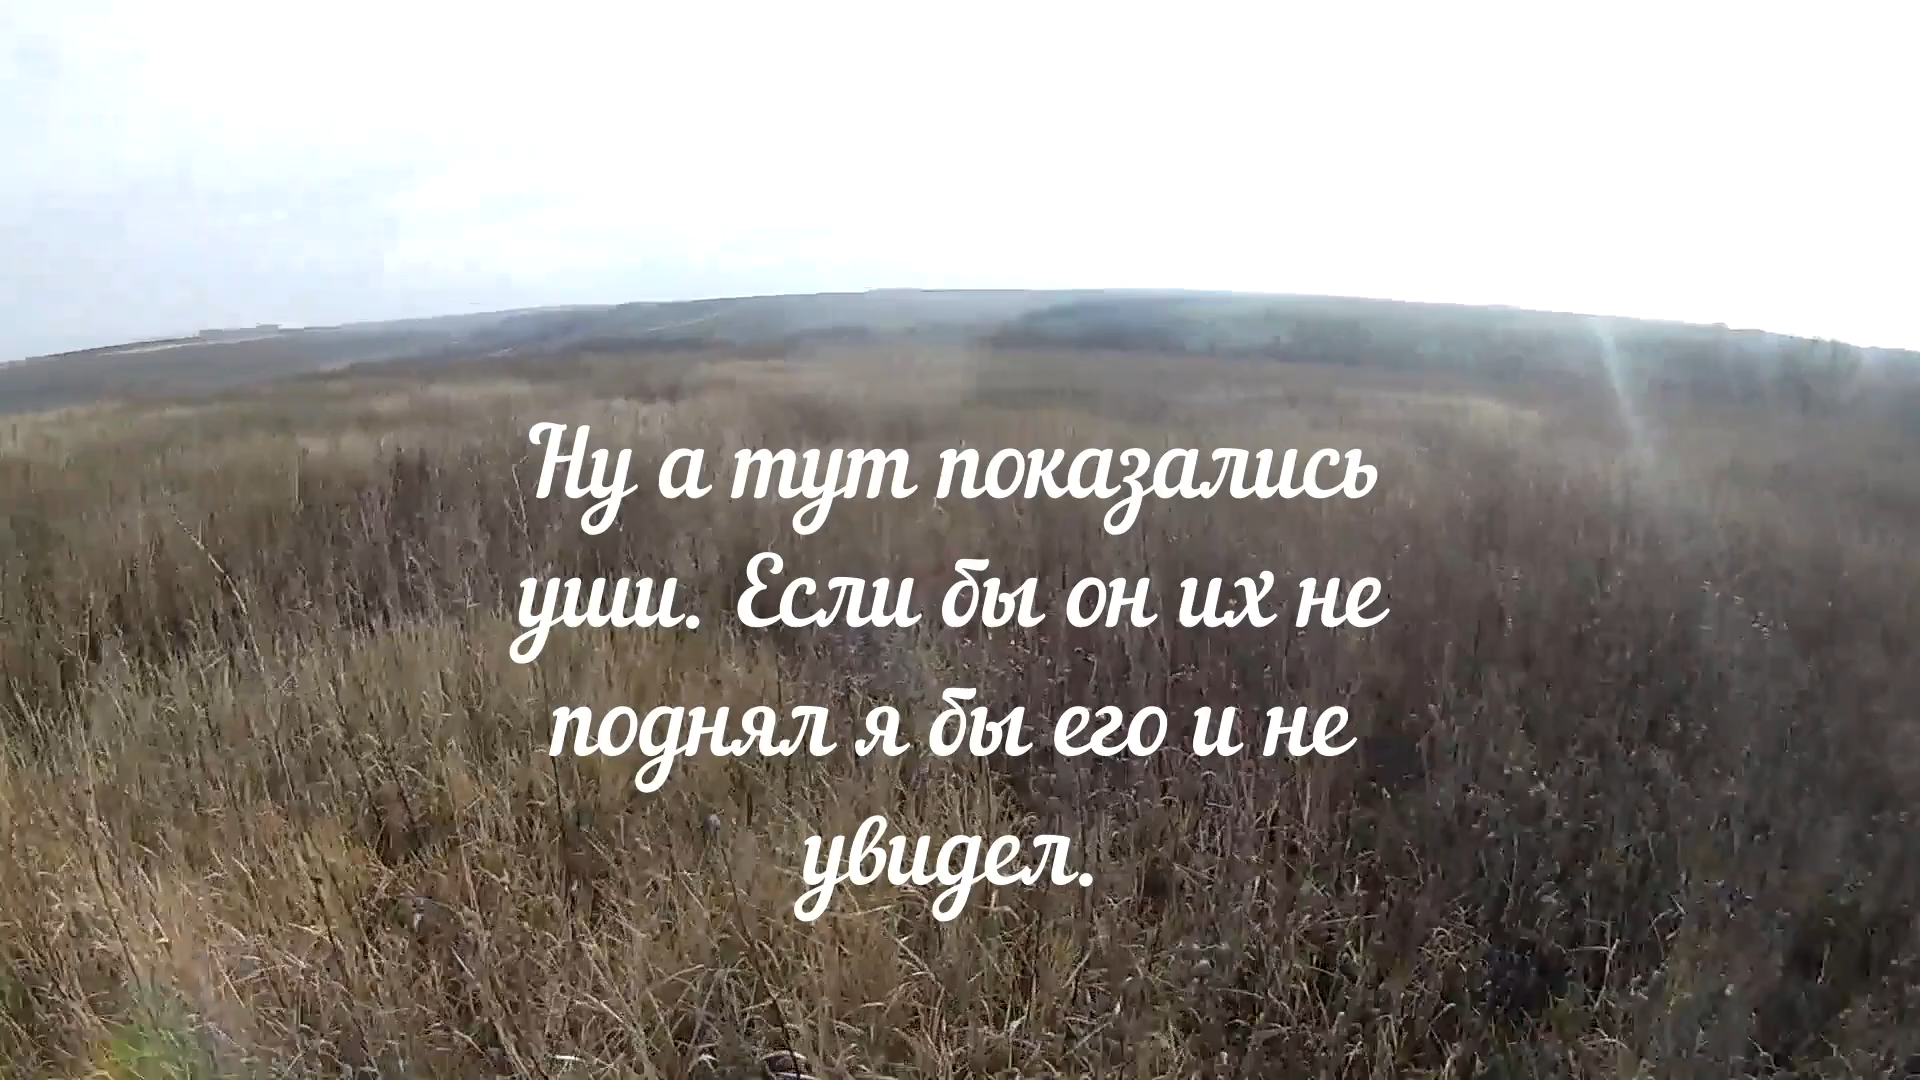 Ну а тут показались
уши. Если бы он их не
поднял я бы его и не
увидел.